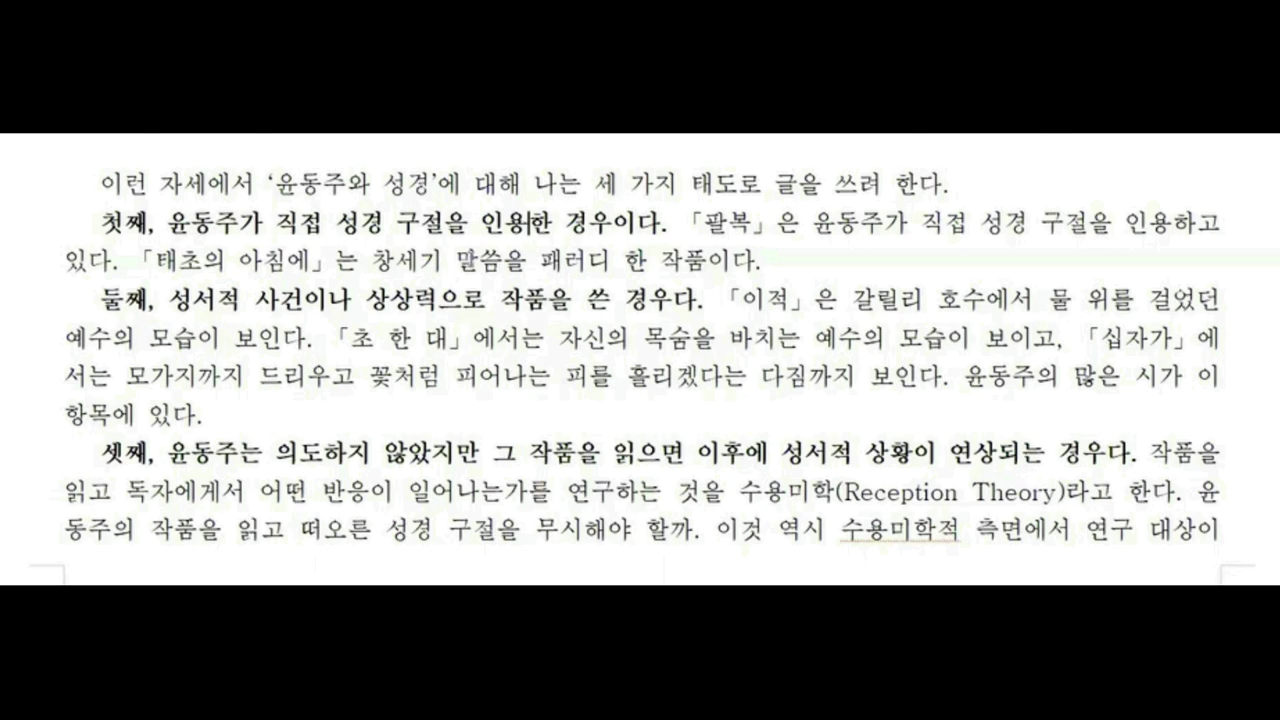 이런 자세에서 ‘윤동주와 성경’에 대해 나는 세 가지 태도로 글을 쓰려 한다.
첫째, 윤동주가 직접 성경 구절을 인용한 경우이다. 「팔복」은 윤동주가 직접 성경 구절을 인용하고
있다. 「태초의 아침에」는 창세기 말씀을 패러디 한 작품이다.
둘째, 성서적 사건이나 상상력으로 작품을 쓴 경우다. 「이적」은 갈릴리 호수에서 물 위를 걸었던
예수의 모습이 보인다. 「초 한 대」에서는 자신의 목숨을 바치는 예수의 모습이 보이고, 「십자가」에
서는 모가지까지 드리우고 꽃처럼 피어나는 피를 흘리겠다는 다짐까지 보인다. 윤동주의 많은 시가 이
항목에 있다.
셋째, 윤동주는 의도하지 않았지만 그 작품을 읽으면 이후에 성서적 상황이 연상되는 경우다. 작품을
읽고 독자에게서 어떤 반응이 일어나는가를 연구하는 것을 수용미학(Reception Theory)라고 한다. 윤
동주의 작품을 읽고 떠오른 성경 구절을 무시해야 할까. 이것 역시 수용미학적 측면에서 연구 대상이